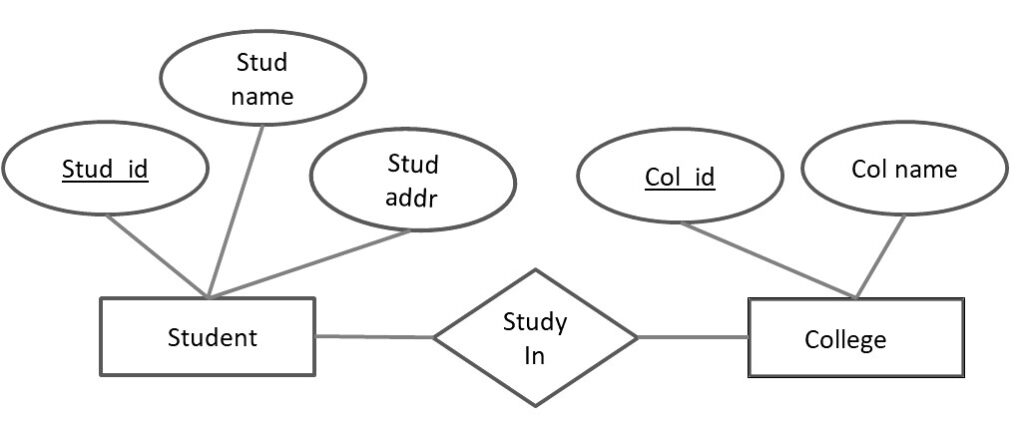 Stud
name
Stud_id
Stud
addr
Col_id
Col name
Student
Study
In
College